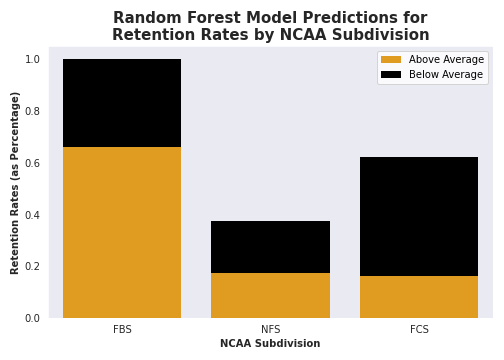 Random Forest Model Predictions for
Retention Rates by NCAA Subdivision
Above Average
Below Average
Retention Rates (as Percentage)
1.0
0.8
0.6
0.4
0.2
0.0
FBS NFS FCS
NCAA Subdivision